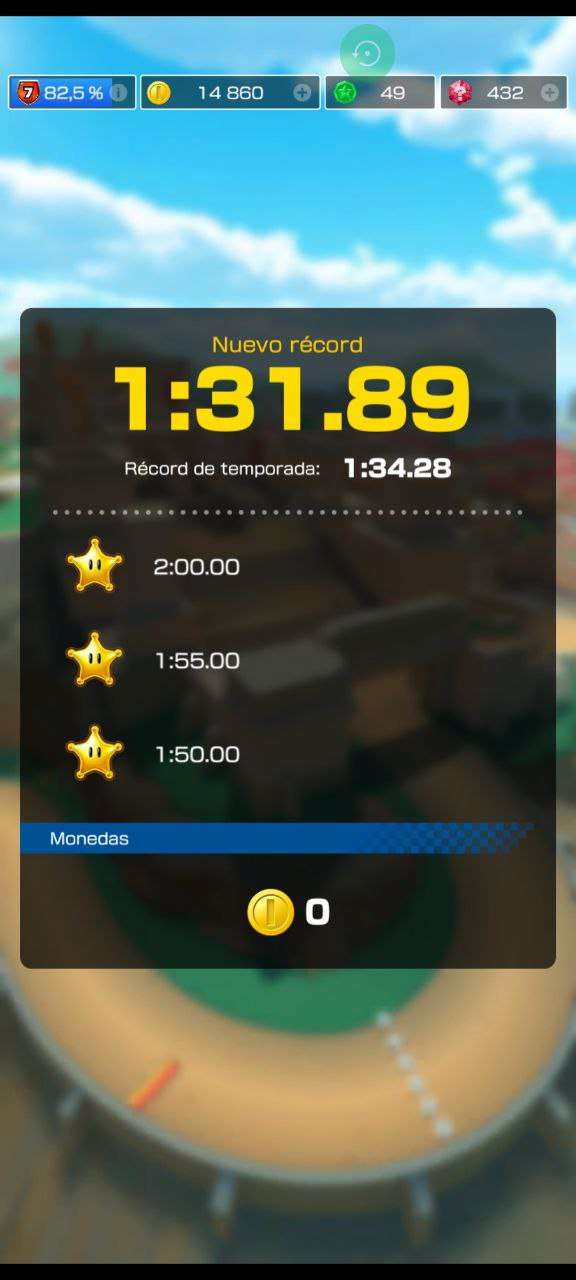 7 82,5 % i 14 860 + 49 432 +
Nuevo récord
1:31.89
Récord de temporada: 1:34.28
2:00.00
1:55.00
1:50.00
Monedas
0